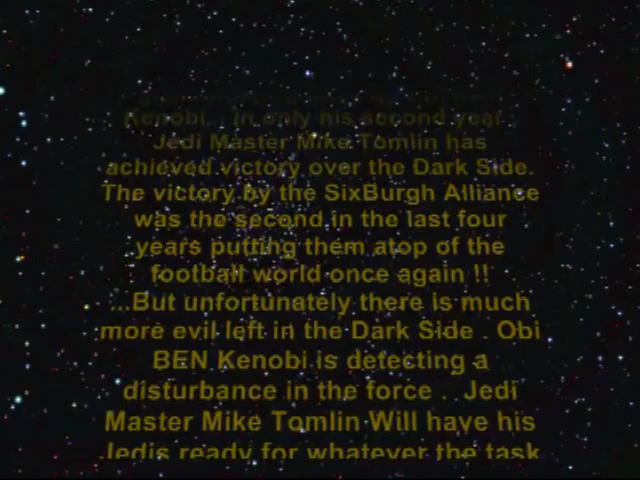 Kenobi... In only his second year
Jedi Master Mike Tomlin has
achieved victory over the Dark Side.
The victory by the SixBurgh Alliance
was the second in the last four
years putting them atop of the
football world once again !!
...But unfortunately there is much
more evil left in the Dark Side . Obi
BEN Kenobi is detecting a
disturbance in the force .  Jedi
Master Mike Tomlin Will have his
Jedis ready for whatever the task